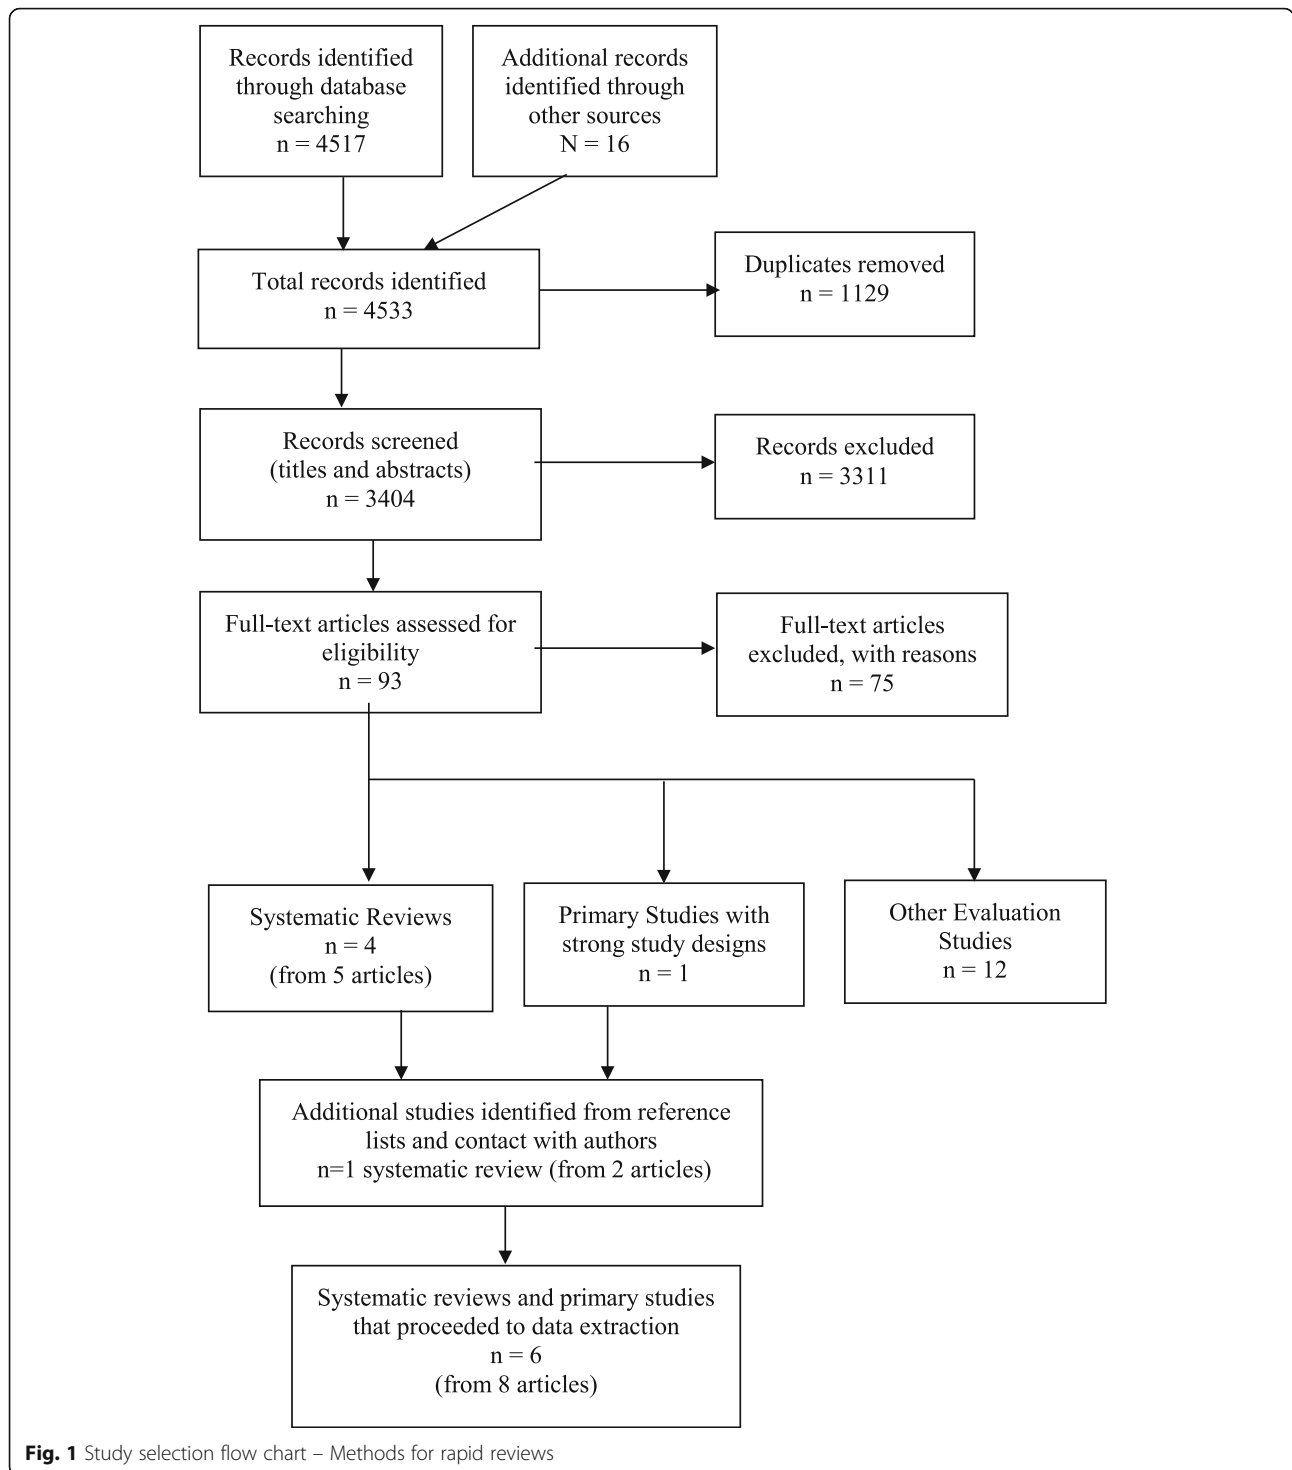 Records identified
through database
searching
n = 4517
Additional records
identified through
other sources
N = 16
Total records identified
n = 4533
Duplicates removed
n = 1129
Records screened
(titles and abstracts)
n = 3404
Records excluded
n = 3311
Full-text articles assessed for
eligibility
n = 93
Full-text articles
excluded, with reasons
n = 75
Systematic Reviews
n = 4
(from 5 articles)
Primary Studies with
strong study designs
n = 1
Other Evaluation
Studies
n = 12
Additional studies identified from reference
lists and contact with authors
n=1 systematic review (from 2 articles)
Systematic reviews and primary studies
that proceeded to data extraction
n = 6
(from 8 articles)
Fig. 1 Study selection flow chart – Methods for rapid reviews